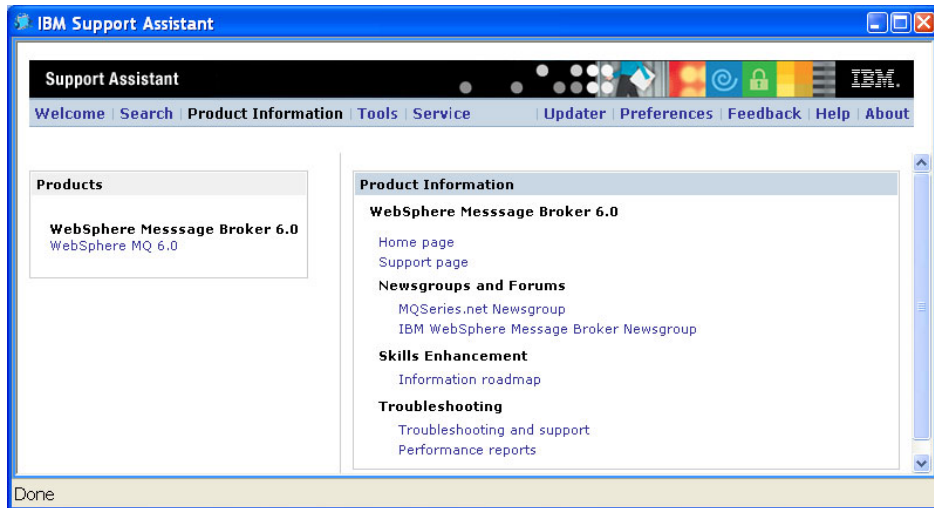 IBM Support Assistant
Support Assistant
IBM.
Welcome | Search | Product Information | Tools | Service | Updater | Preferences | Feedback | Help | About
Products
WebSphere Messsage Broker 6.0
WebSphere MQ 6.0
Product Information
WebSphere Messsage Broker 6.0
Home page
Support page
Newsgroups and Forums
MQSeries.net Newsgroup
IBM WebSphere Message Broker Newsgroup
Skills Enhancement
Information roadmap
Troubleshooting
Troubleshooting and support
Performance reports
Done